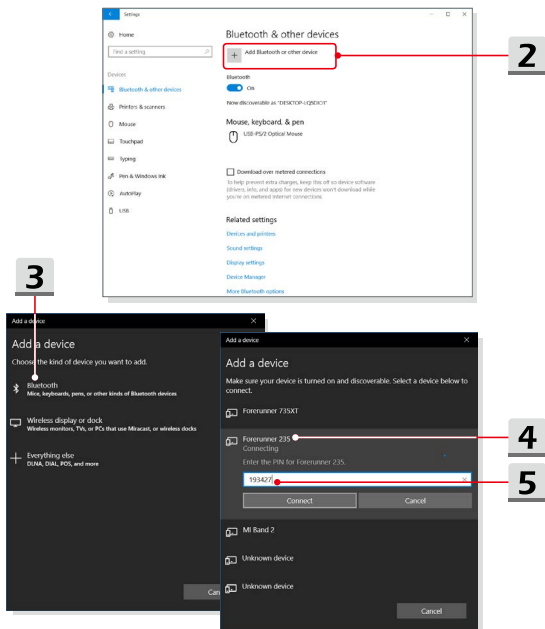 Settings
Home
Find a setting
Devices
Bluetooth & other devices
Printers & scanners
Mouse
Touchpad
Typing
Pen & Windows Ink
AutoPlay
USB
Bluetooth & other devices
Add Bluetooth or other device
Bluetooth
On
Now discoverable as "DESKTOP-LQ5DIC3"
Mouse, keyboard, & pen
USB-PS/2 Optical Mouse
Download over metered connections
To help prevent extra charges, keep this off so device software
(drivers, info, and apps) for new devices won't download while
you're on metered Internet connections.
Related settings
Devices and printers
Sound settings
Display settings
Device Manager
More Bluetooth options
2
3
Add a device
Add a device
Choose the kind of device you want to add.
Bluetooth
Mice, keyboards, pens, or other kinds of Bluetooth devices
Wireless display or dock
Wireless monitors, TVs, or PCs that use Miracast, or wireless docks
Everything else
DLNA, DIAL, POS, and more
Can
Add a device
Add a device
Make sure your device is turned on and discoverable. Select a device below to
connect.
Forerunner 735XT
Forerunner 235
Connecting
Enter the PIN for Forerunner 235.
193427
Connect
Cancel
MI Band 2
Unknown device
Unknown device
Cancel
4
5